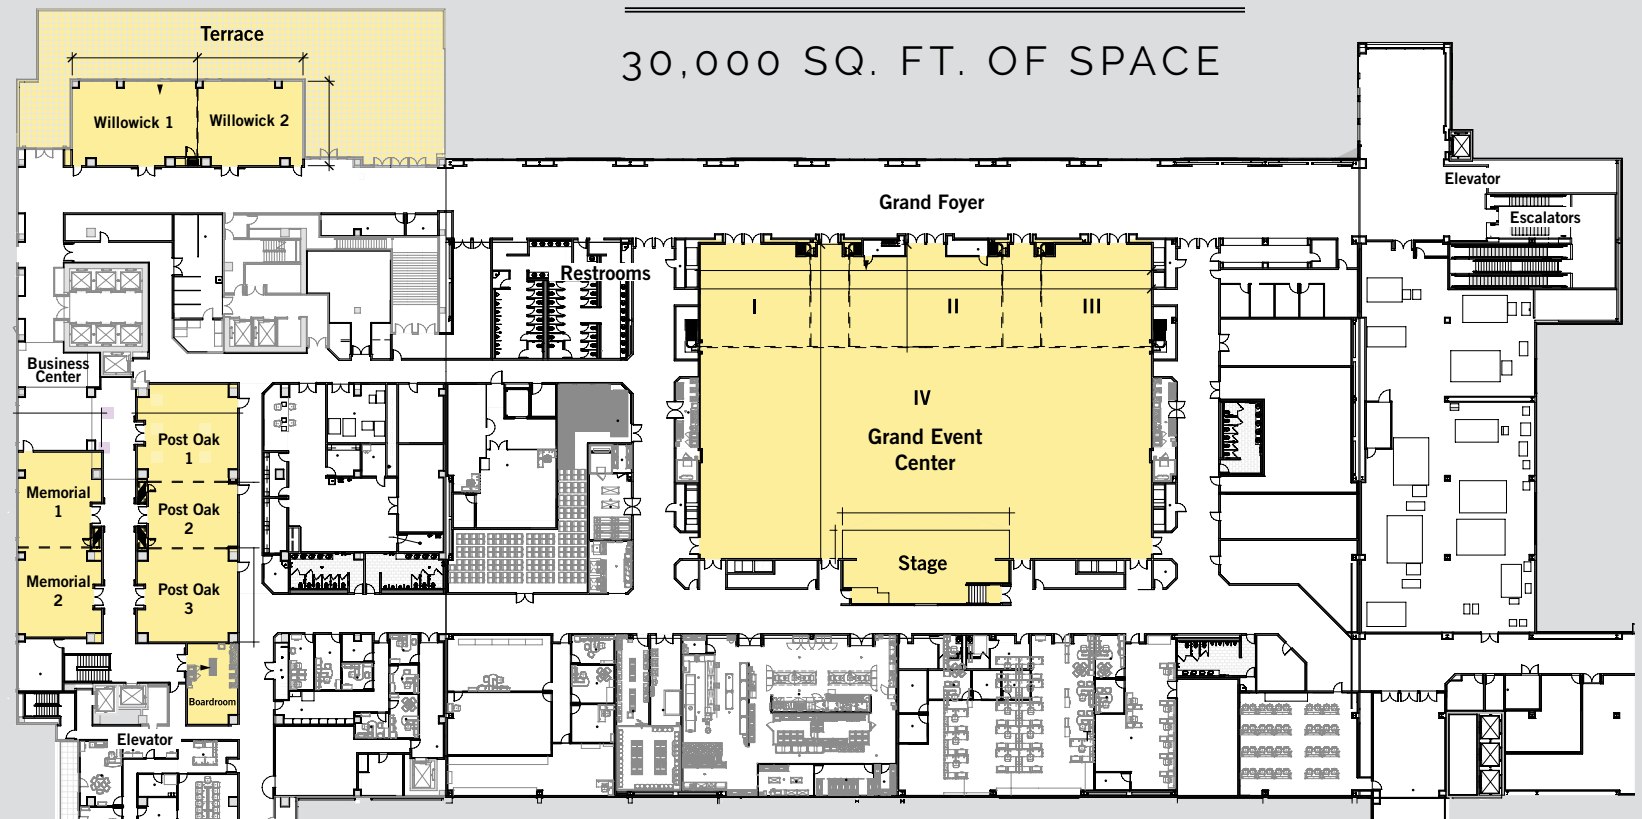 30,000 SQ. FT. OF SPACE
Terrace
Willowick 1
Willowick 2
Grand Foyer
Elevator
Escalators
Restrooms
I
II
III
IV
Grand Event
Center
Stage
Business
Center
Post Oak
1
Memorial
1
Post Oak
2
Memorial
2
Post Oak
3
Boardroom
Elevator